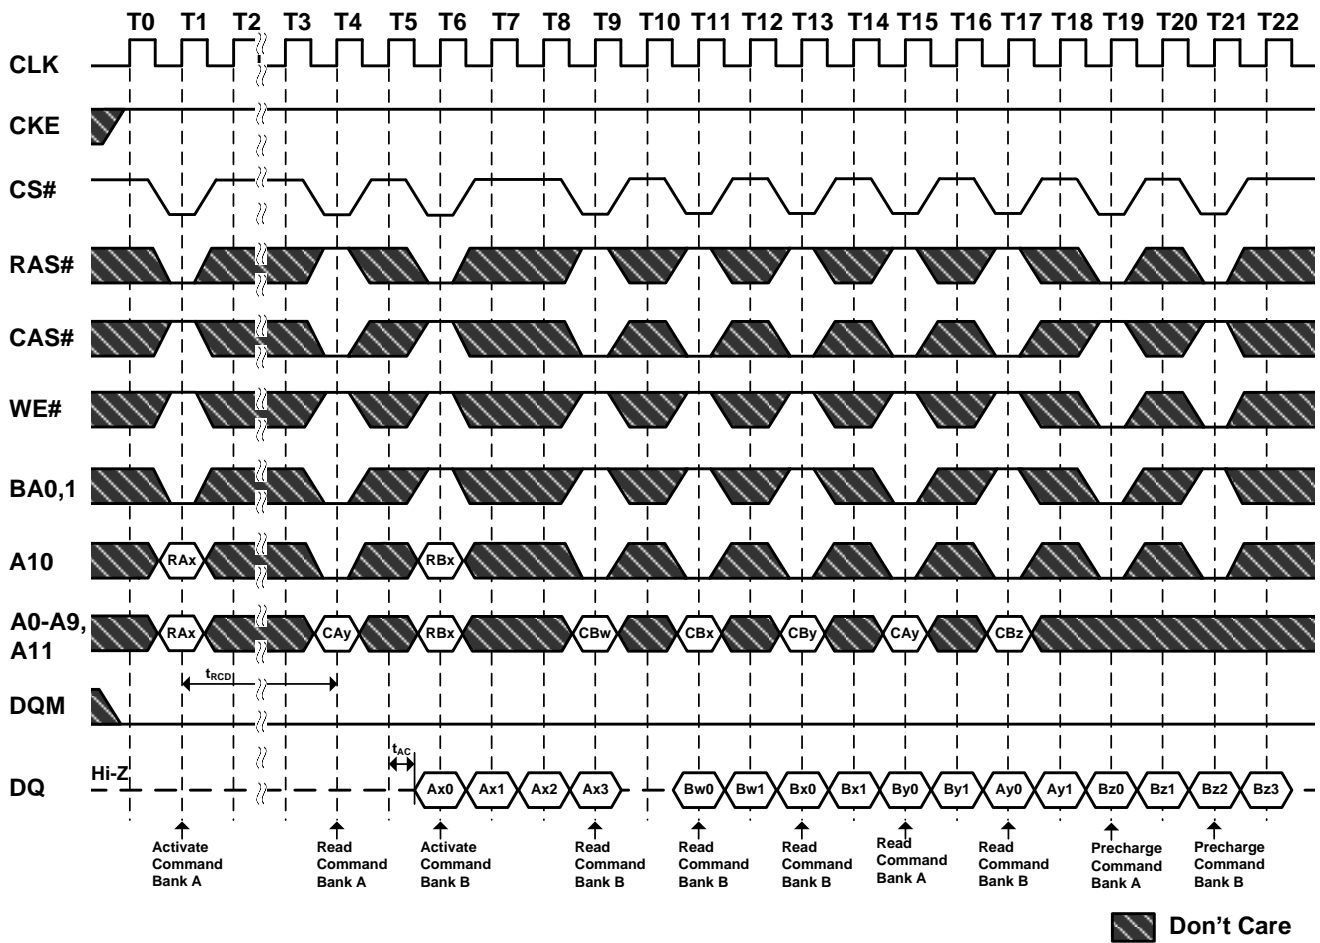 T0 T1 T2 T3 T4 T5 T6 T7 T8 T9 T10 T11 T12 T13 T14 T15 T16 T17 T18 T19 T20 T21 T22
CLK
CKE
CS#
RAS#
CAS#
WE#
BA0,1
A10 RAx RBx
A0-A9,
A11
RAx CAy RBx CBw CBx CBy CAy CBz
tRCD
DQM
tAC
Hi-Z
DQ Ax0 Ax1 Ax2 Ax3 Bw0 Bw1 Bx0 Bx1 By0 By1 Ay0 Ay1 Bz0 Bz1 Bz2 Bz3
Activate
Command
Bank A
Read
Command
Bank A
Activate
Command
Bank B
Read
Command
Bank B
Read
Command
Bank B
Read
Command
Bank B
Read
Command
Bank A
Read
Command
Bank B
Precharge
Command
Bank A
Precharge
Command
Bank B
Don't Care